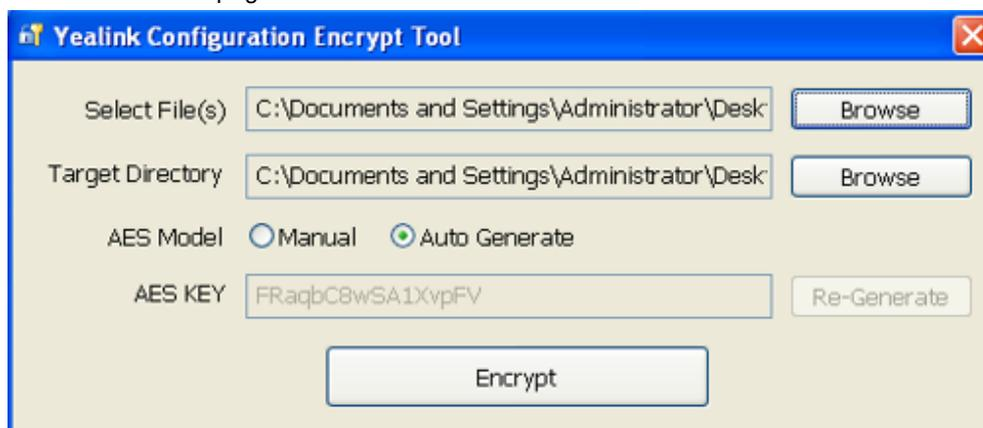 Yealink Configuration Encrypt Tool
Select File(s) C:\Documents and Settings\Administrator\Desk Browse
Target Directory C:\Documents and Settings\Administrator\Desk Browse
AES Model Manual Auto Generate
AES KEY FRaqbC8wSA1XvpFV Re-Generate
Encrypt